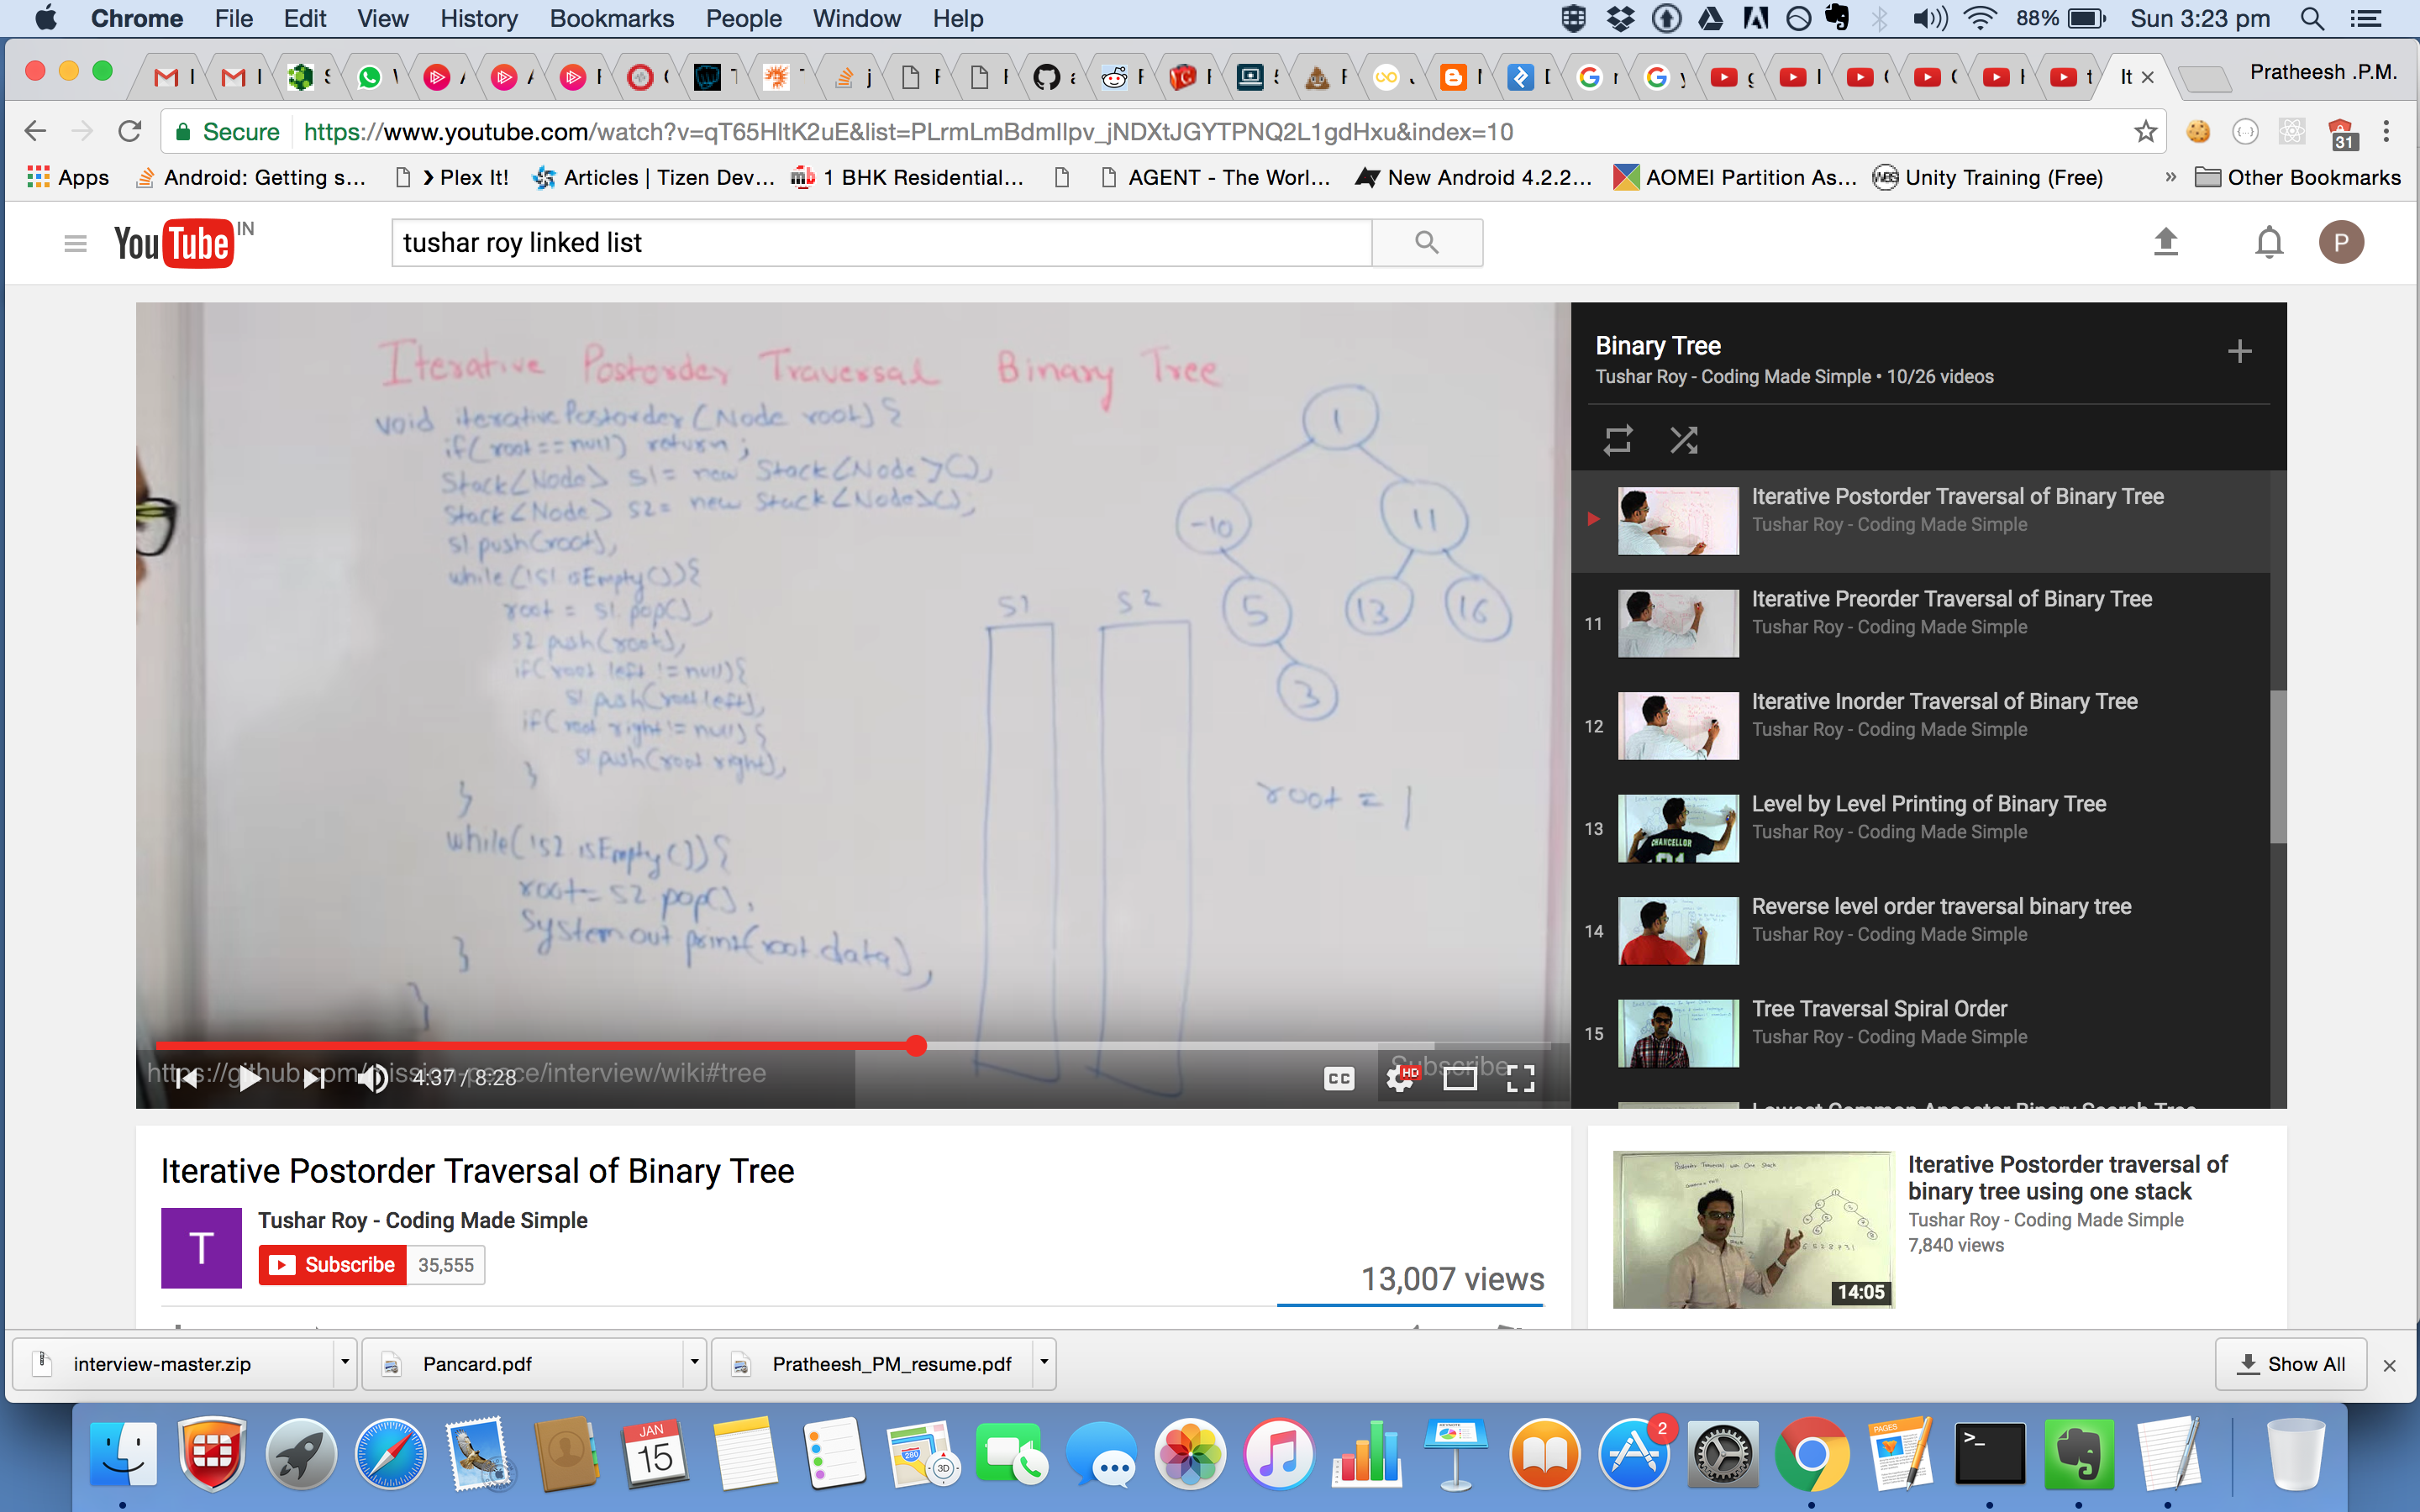 Chrome File Edit View History Bookmarks People Window Help 88% Sun 3:23 pm
Pratheesh .P.M.
Secure https://www.youtube.com/watch?v=qT65HltK2uE&list=PLrmLmBdmIlpv_jNDXtJGYTPNQ2L1gdHxu&index=10
31
Apps Android: Getting s... ❯ Plex It! Articles | Tizen Dev... 1 BHK Residential... AGENT - The Worl... New Android 4.2.2... AOMEI Partition As... Unity Training (Free) » Other Bookmarks
YouTube IN
tushar roy linked list
P
Iterative Postorder Traversal Binary Tree
void iterativePostorder(Node root){
if(root==null) return;
Stack<Node> s1= new Stack<Node>();
Stack<Node> s2= new Stack<Node>();
s1.push(root);
while(!s1.isEmpty()){
root = s1.pop();
s2.push(root);
if(root.left != null){
s1.push(root.left);
if(root.right != null){
s1.push(root.right);
}
}
while(!s2.isEmpty()){
root = s2.pop();
System.out.print(root.data);
}
}
s1 s2
1
-10 11
5 13 16
3
root = 1
https://github.com/mission-peace/interview/wiki#tree
4:37 / 8:28
CC HD
Subscribe
Binary Tree
Tushar Roy - Coding Made Simple • 10/26 videos
Iterative Postorder Traversal of Binary Tree
Tushar Roy - Coding Made Simple
11
Iterative Preorder Traversal of Binary Tree
Tushar Roy - Coding Made Simple
12
Iterative Inorder Traversal of Binary Tree
Tushar Roy - Coding Made Simple
13
Level by Level Printing of Binary Tree
Tushar Roy - Coding Made Simple
14
Reverse level order traversal binary tree
Tushar Roy - Coding Made Simple
15
Tree Traversal Spiral Order
Tushar Roy - Coding Made Simple
Lowest Common Ancestor Binary Search Tree
Iterative Postorder Traversal of Binary Tree
T
Tushar Roy - Coding Made Simple
Subscribe 35,555
13,007 views
Iterative Postorder traversal of
binary tree using one stack
Tushar Roy - Coding Made Simple
7,840 views
14:05
interview-master.zip Pancard.pdf Pratheesh_PM_resume.pdf Show All
JAN
15
2